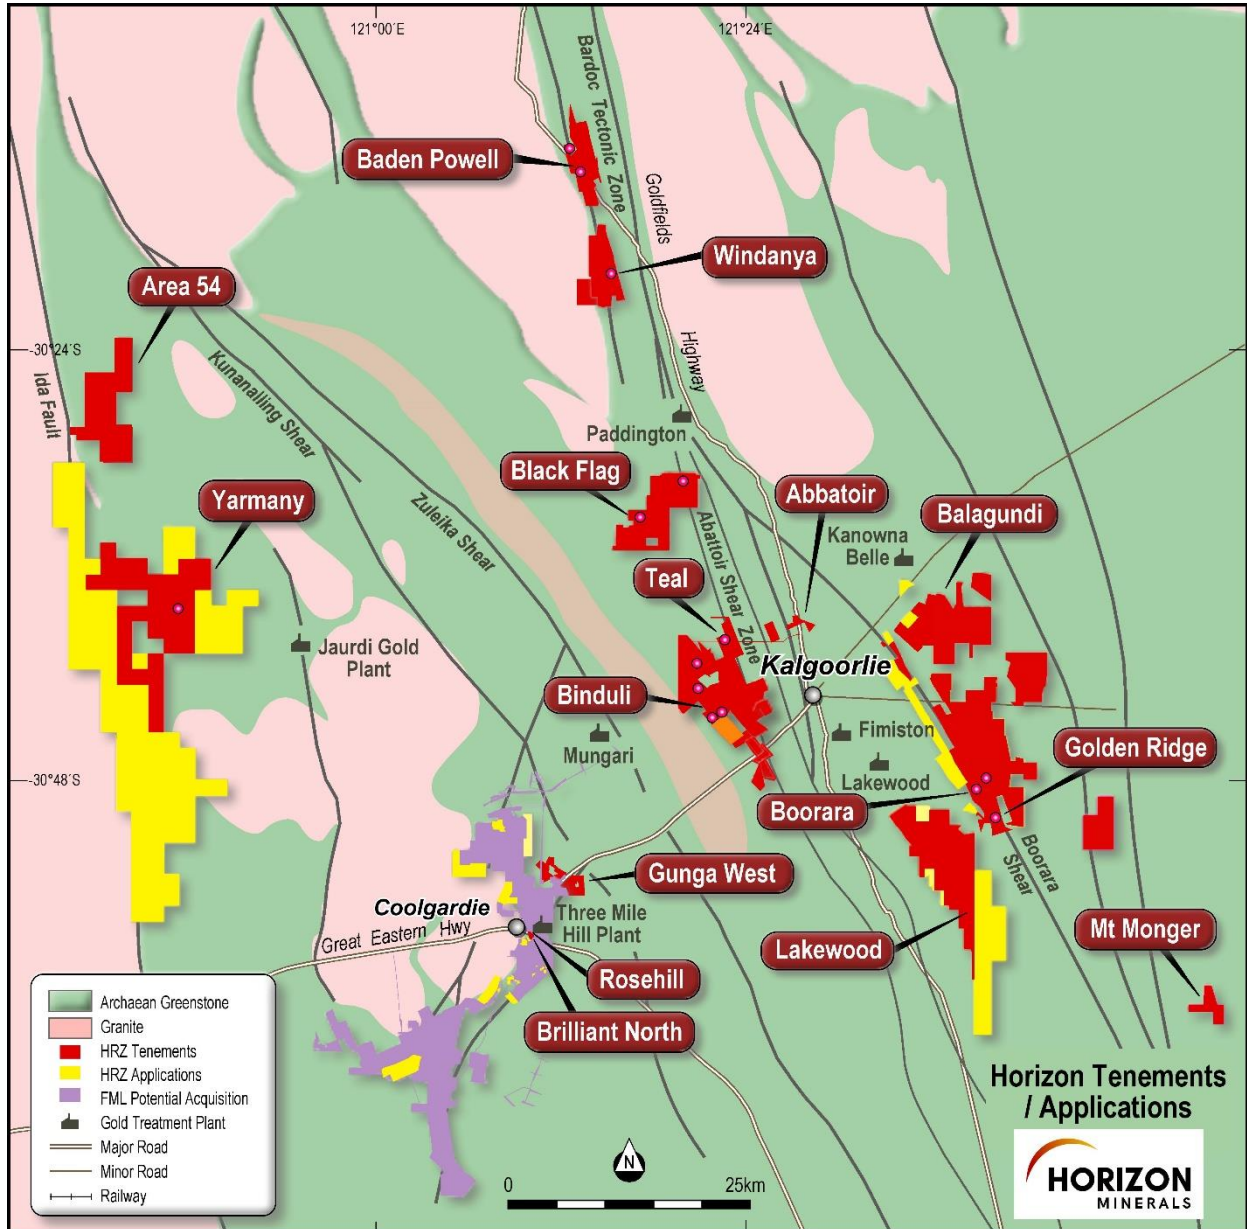 121°00´E
121°24´E
Bardoc Tectonic Zone
Baden Powell
Goldfields
Windanya
Area 54
-30°24´S
Highway
Kunanalling Shear
Ida Fault
Paddington
Black Flag
Abbatoir
Yarmany
Zuleika Shear
Balagundi
Kanowna
Belle
Abattoir Shear Zone
Teal
Jaurdi Gold
Plant
Kalgoorlie
Binduli
Fimiston
Mungari
Golden Ridge
-30°48´S
Lakewood
Boorara
Boorara
Shear
Gunga West
Coolgardie
Three Mile
Hill Plant
Great Eastern Hwy
Mt Monger
Lakewood
Rosehill
Brilliant North
Archaean Greenstone
Granite
HRZ Tenements
HRZ Applications
FML Potential Acquisition
Gold Treatment Plant
Major Road
Minor Road
Railway
N
0
25km
Horizon Tenements
/ Applications
HORIZON
MINERALS